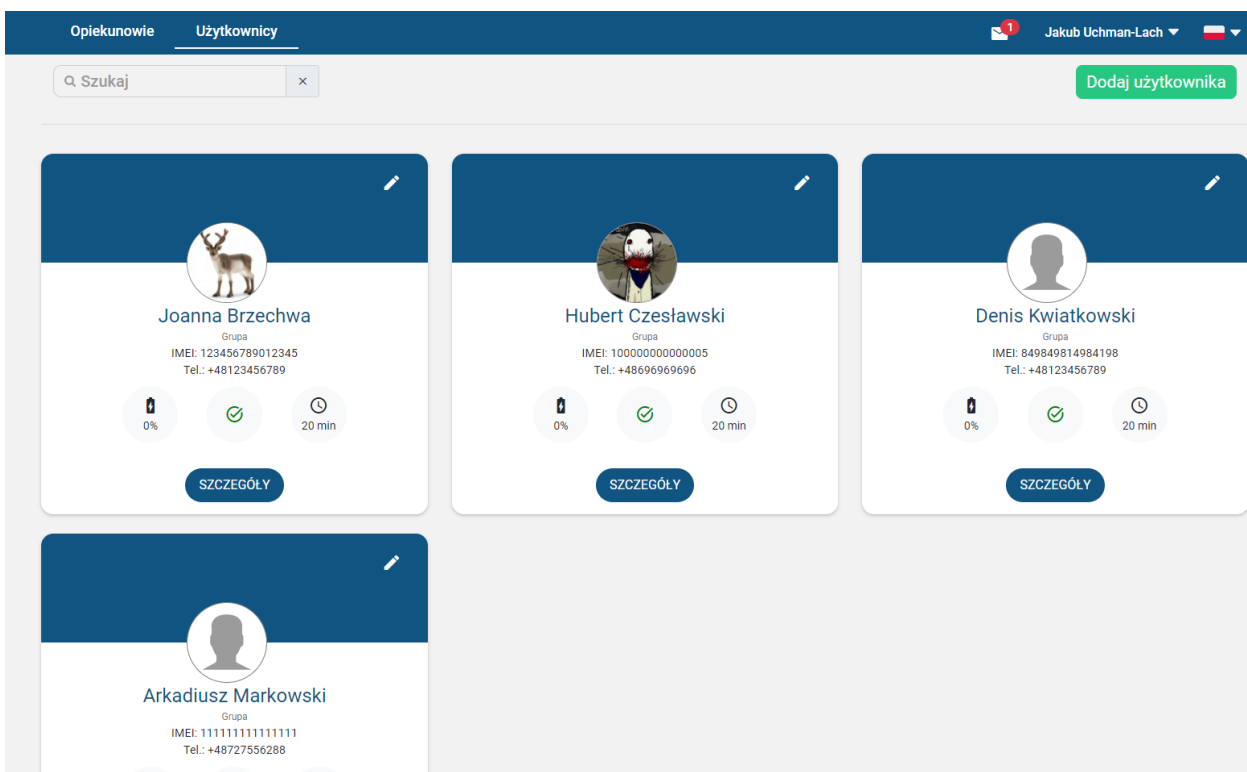 Opiekunowie Użytkownicy 1 Jakub Uchman-Lach
Szukaj × Dodaj użytkownika
Joanna Brzechwa
Grupa
IMEI: 123456789012345
Tel.: +48123456789
0% 20 min
SZCZEGÓŁY
Hubert Czesławski
Grupa
IMEI: 100000000000005
Tel.: +48696969696
0% 20 min
SZCZEGÓŁY
Denis Kwiatkowski
Grupa
IMEI: 849849814984198
Tel.: +48123456789
0% 20 min
SZCZEGÓŁY
Arkadiusz Markowski
Grupa
IMEI: 111111111111111
Tel.: +48727556288